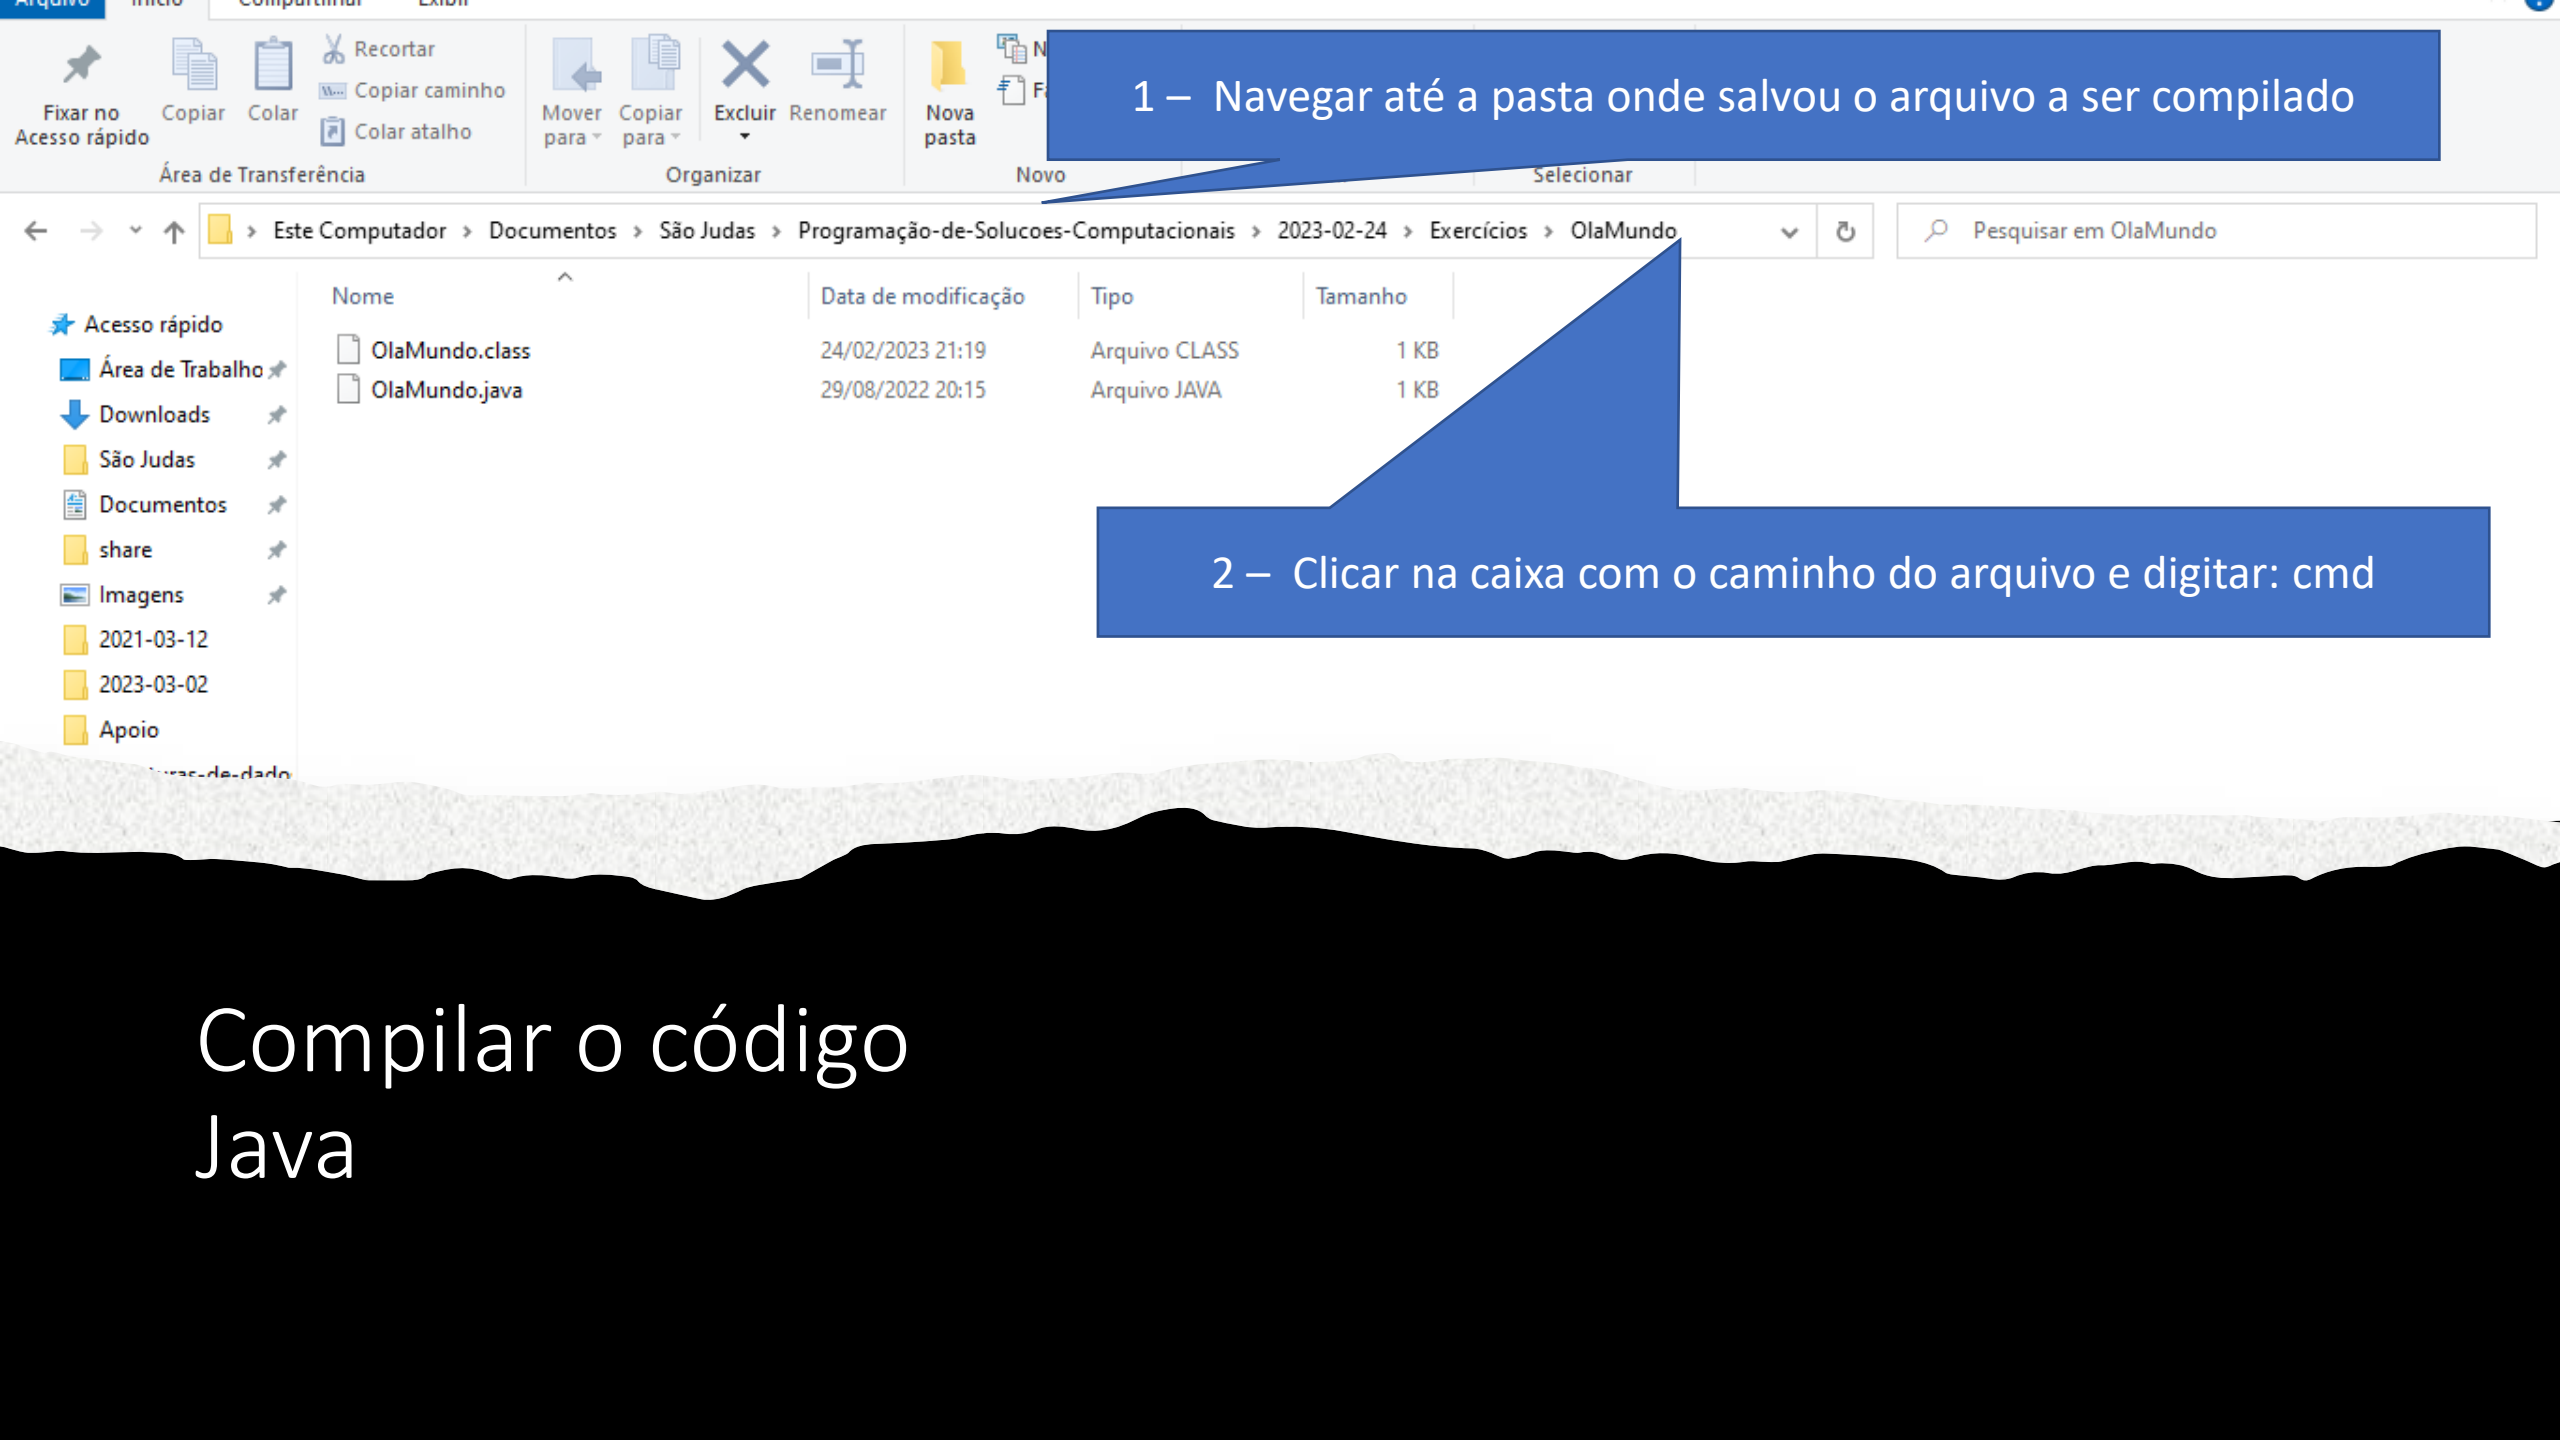 Arquivo Início Compartilhar Exibir
Recortar
Copiar caminho
Colar atalho
Fixar no
Acesso rápido
Copiar
Colar
Mover
para
Copiar
para
Excluir
Renomear
Nova
pasta
Área de Transferência
Organizar
Novo
Selecionar
1 – Navegar até a pasta onde salvou o arquivo a ser compilado
Este Computador > Documentos > São Judas > Programação-de-Solucoes-Computacionais > 2023-02-24 > Exercícios > OlaMundo
Pesquisar em OlaMundo
Nome Data de modificação Tipo Tamanho
OlaMundo.class 24/02/2023 21:19 Arquivo CLASS 1 KB
OlaMundo.java 29/08/2022 20:15 Arquivo JAVA 1 KB
Acesso rápido
Área de Trabalho
Downloads
São Judas
Documentos
share
Imagens
2021-03-12
2023-03-02
Apoio
2 – Clicar na caixa com o caminho do arquivo e digitar: cmd
Compilar o código
Java